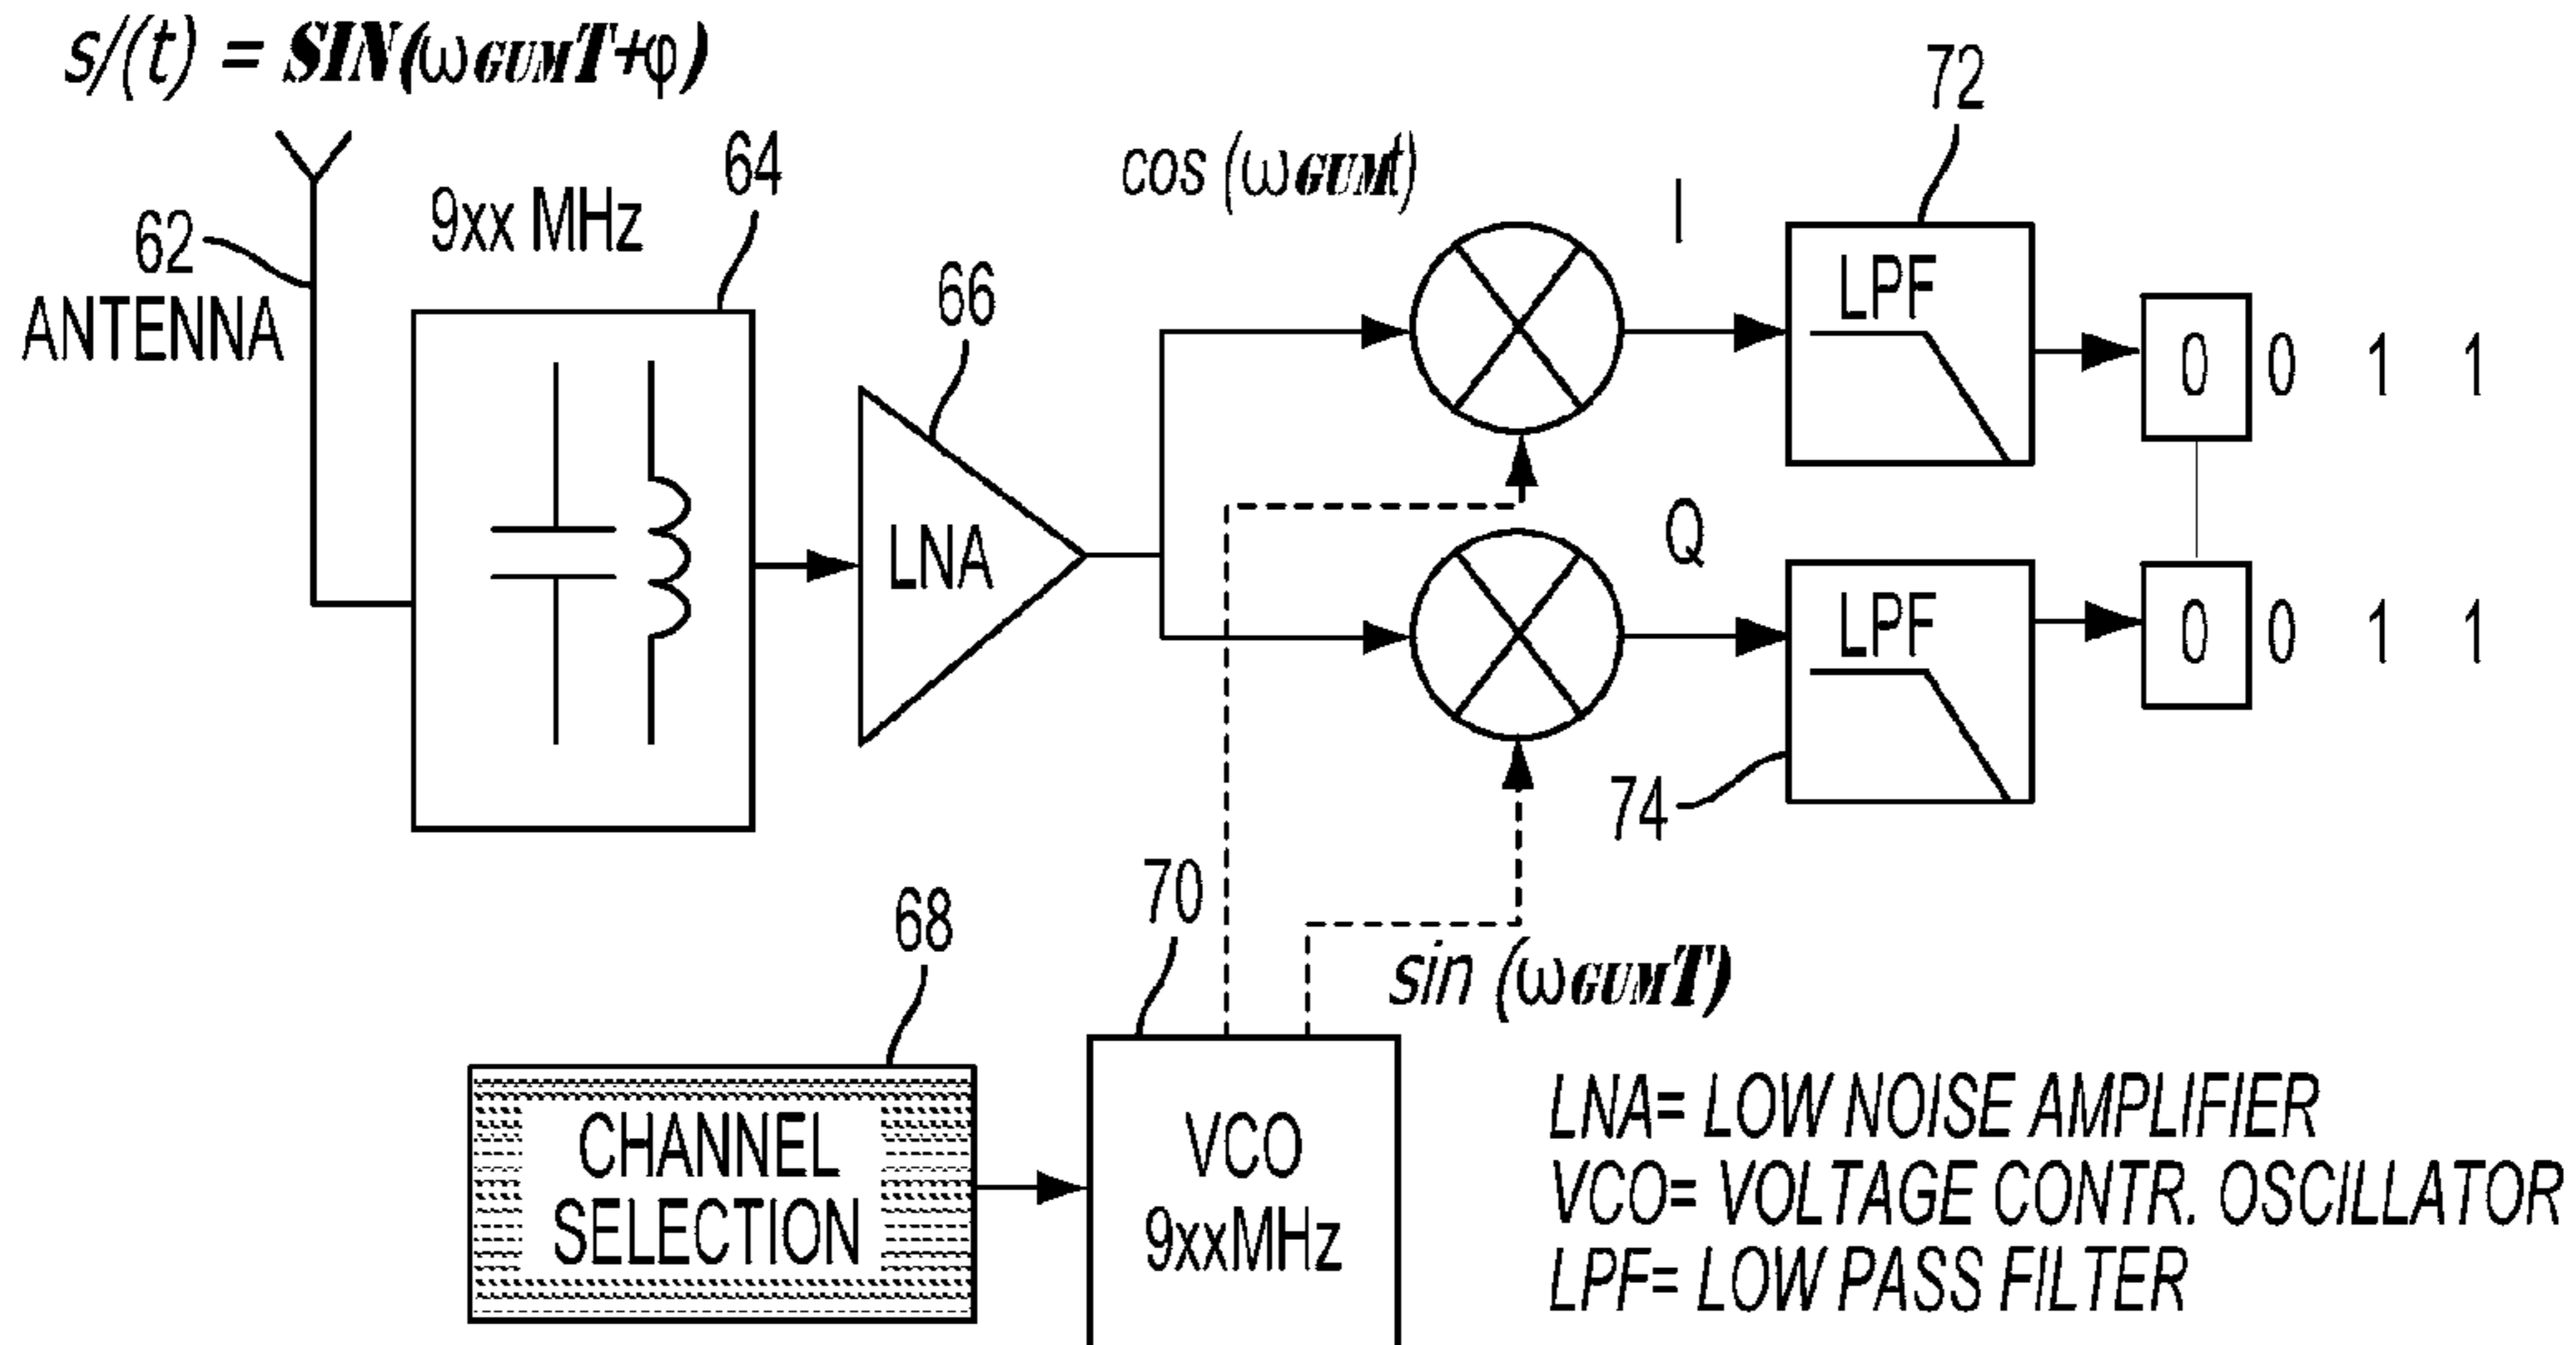 s/(t) = SIN(ωGUMT+φ)
72
64
cos (ωGUMt)
I
62
9xx MHz
66
LPF
ANTENNA
0 0 1 1
LNA
Q
LPF
0 0 1 1
74
70
68
sin (ωGUMT)
CHANNEL
SELECTION
VCO
9xxMHz
LNA= LOW NOISE AMPLIFIER
VCO= VOLTAGE CONTR. OSCILLATOR
LPF= LOW PASS FILTER